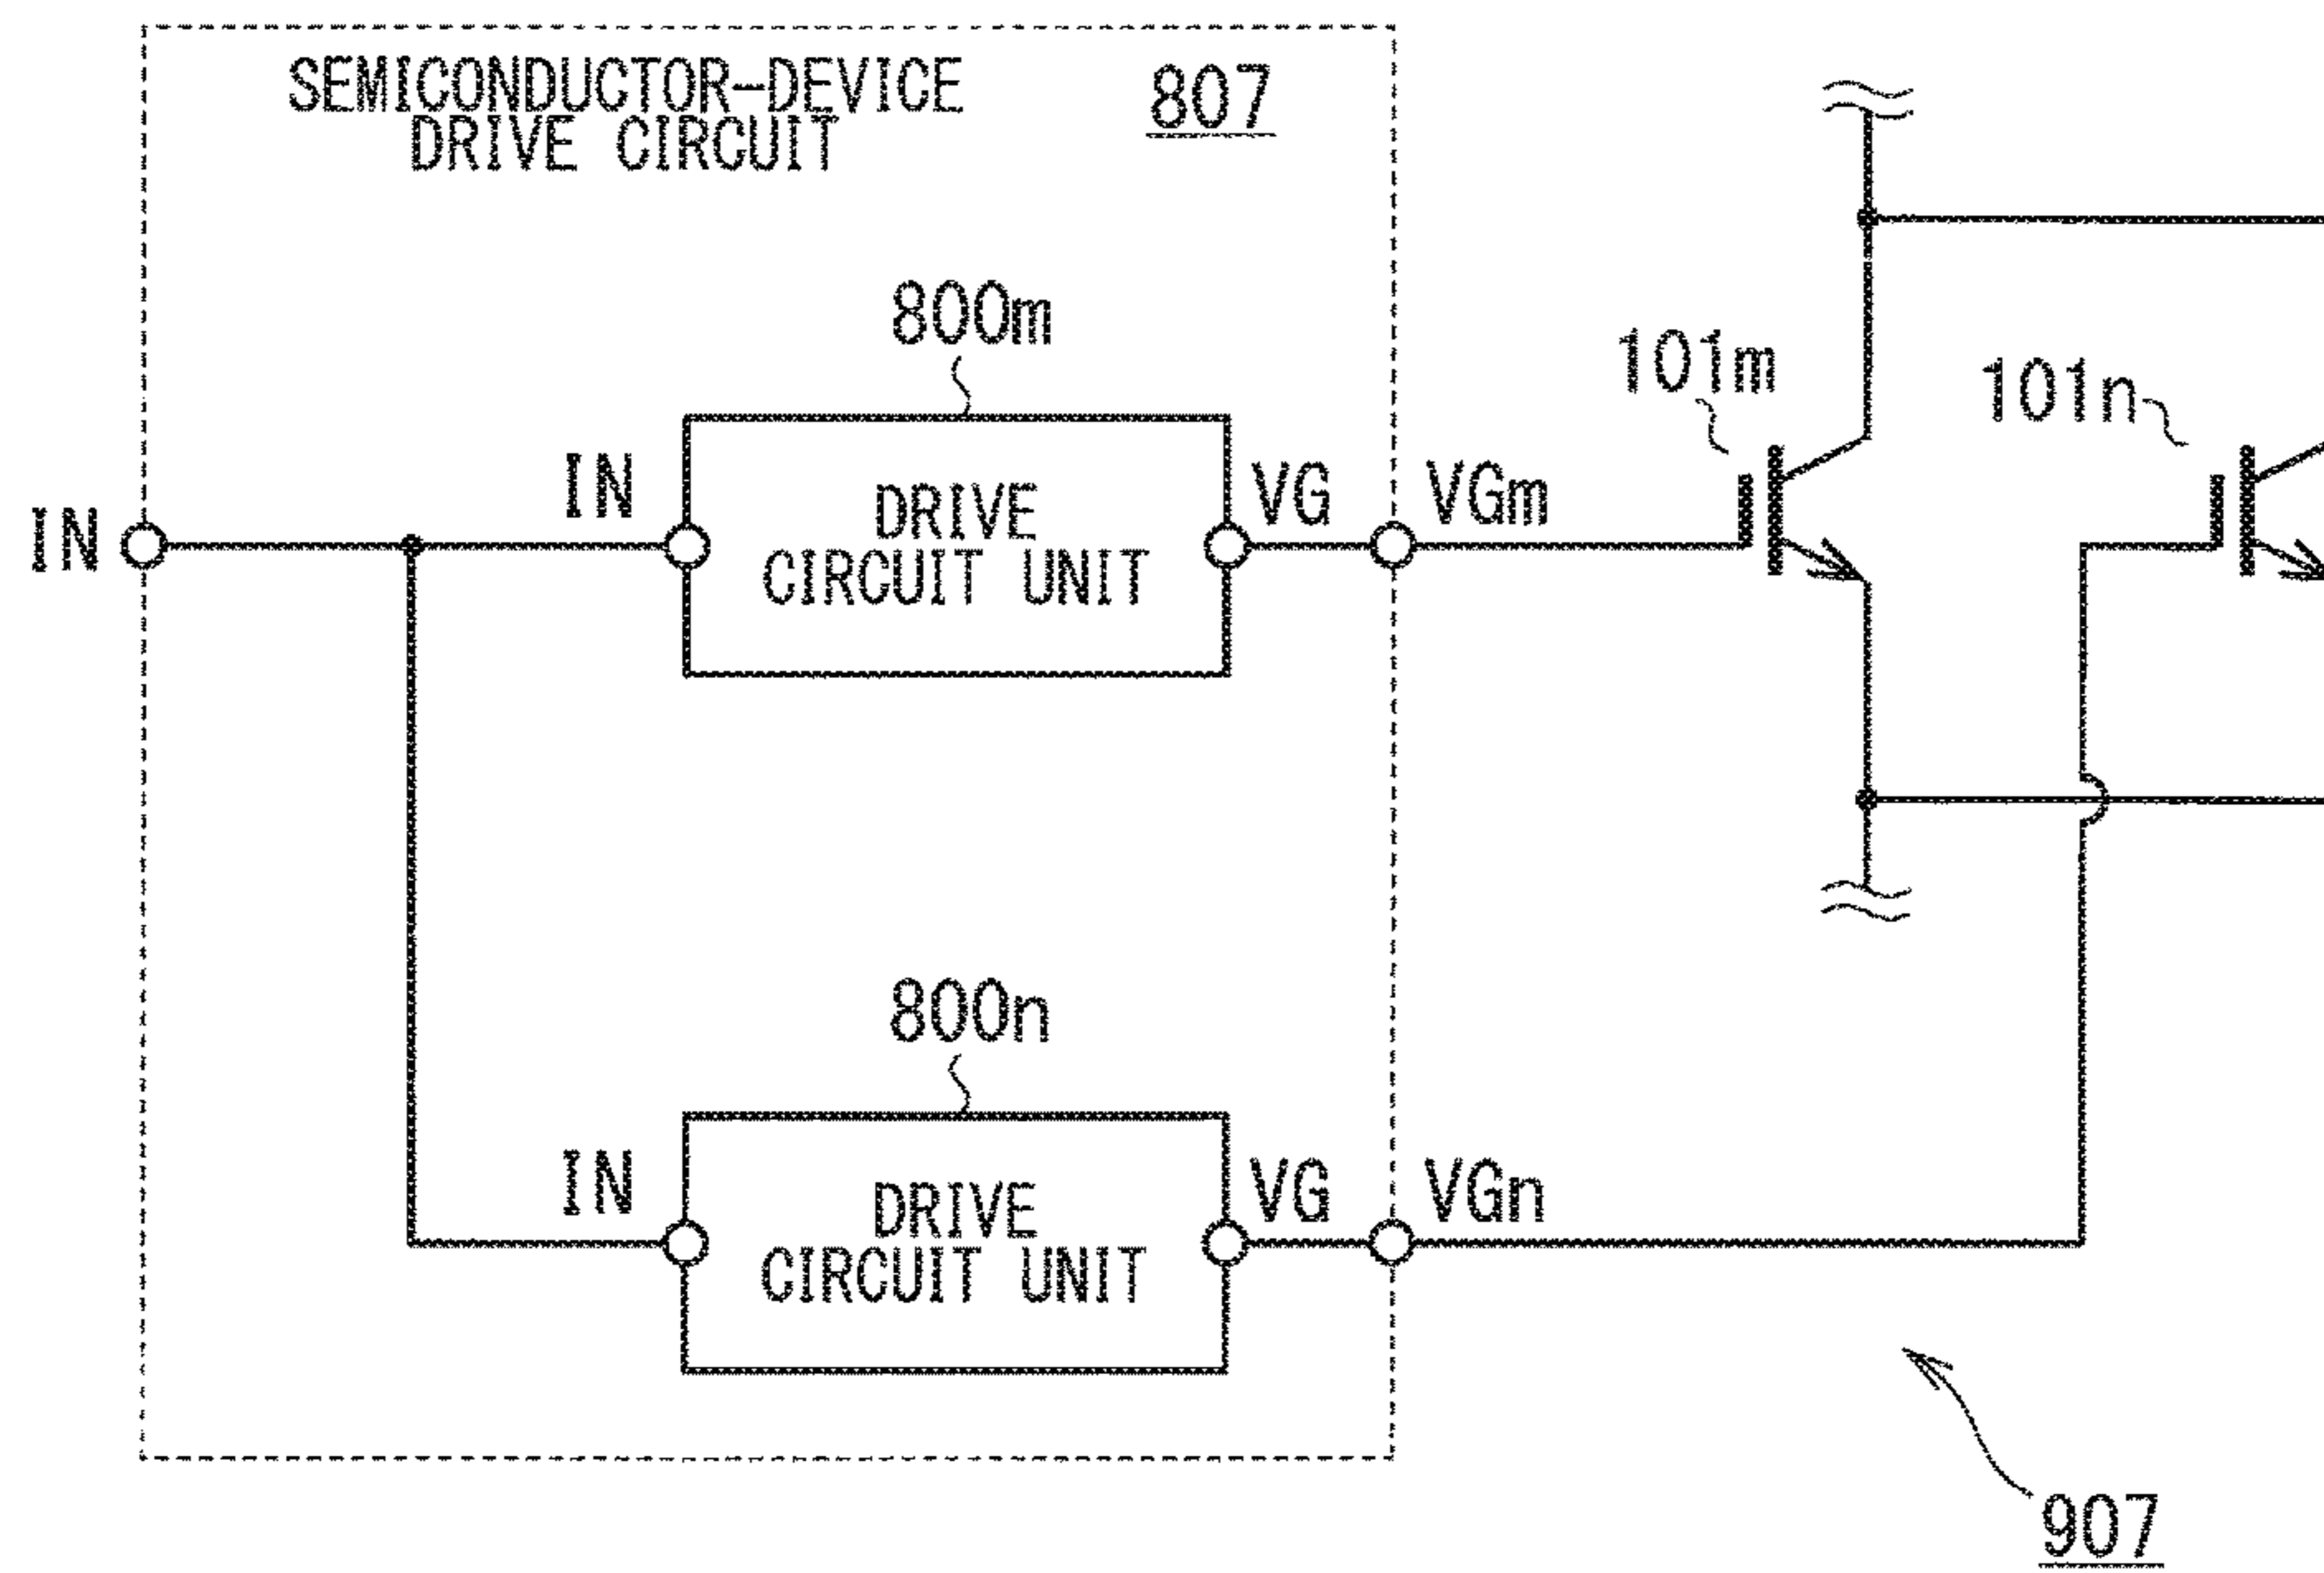 SEMICONDUCTOR-DEVICE
DRIVE CIRCUIT
807
800m
101m
101n
IN
IN
DRIVE
CIRCUIT UNIT
VG
VGm
800n
IN
DRIVE
CIRCUIT UNIT
VG
VGn
907